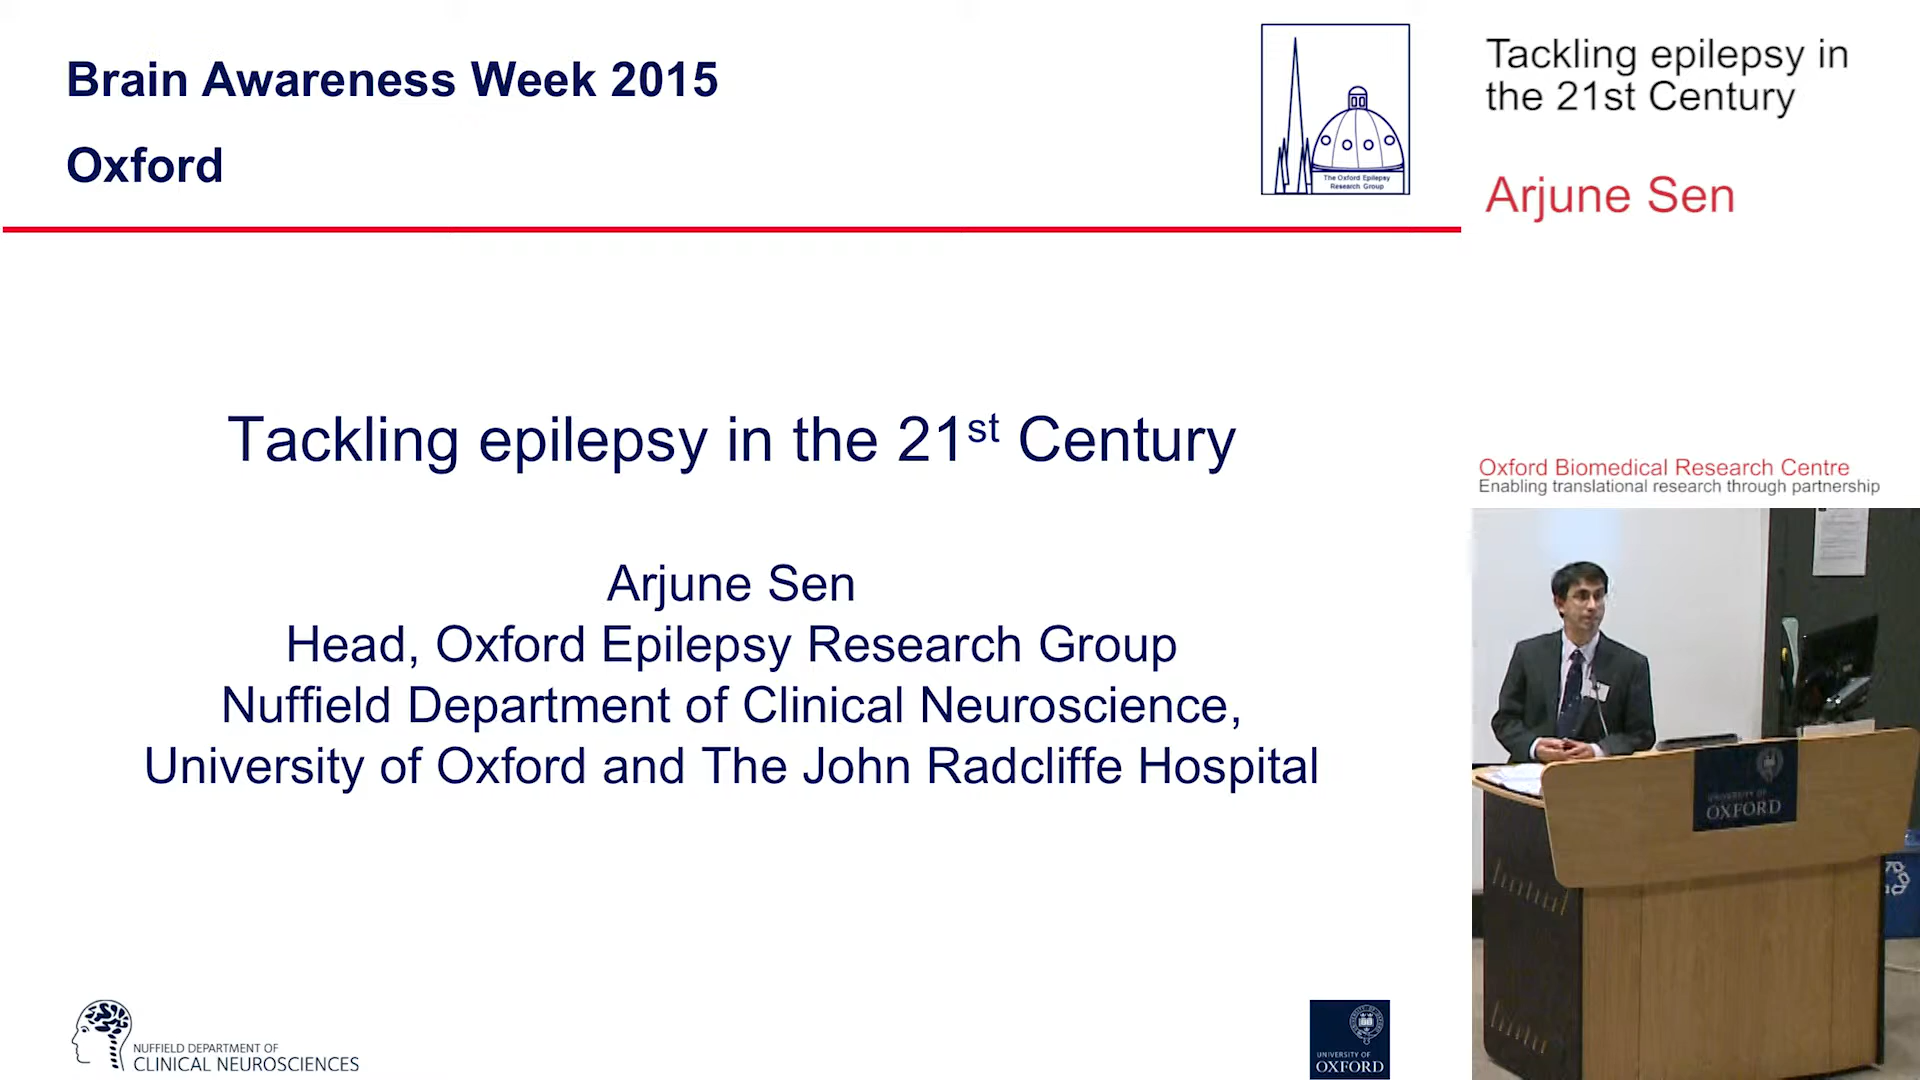 Brain Awareness Week 2015
Oxford
The Oxford Epilepsy
Research Group
Tackling epilepsy in
the 21st Century
Arjune Sen
Tackling epilepsy in the 21st Century
Arjune Sen
Head, Oxford Epilepsy Research Group
Nuffield Department of Clinical Neuroscience,
University of Oxford and The John Radcliffe Hospital
Oxford Biomedical Research Centre
Enabling translational research through partnership
UNIVERSITY OF
OXFORD
NUFFIELD DEPARTMENT OF
CLINICAL NEUROSCIENCES
UNIVERSITY OF
OXFORD